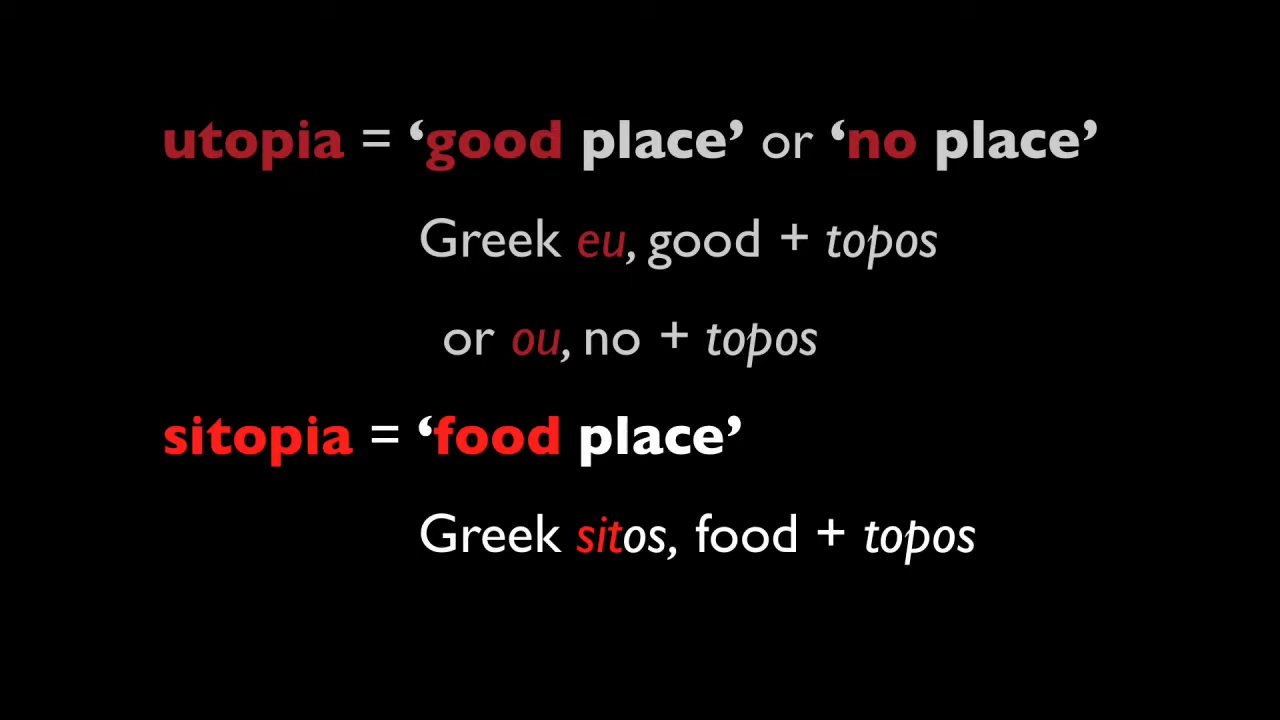 utopia = ‘good place’ or ‘no place’
Greek eu, good + topos
or ou, no + topos
sitopia = ‘food place’
Greek sitos, food + topos